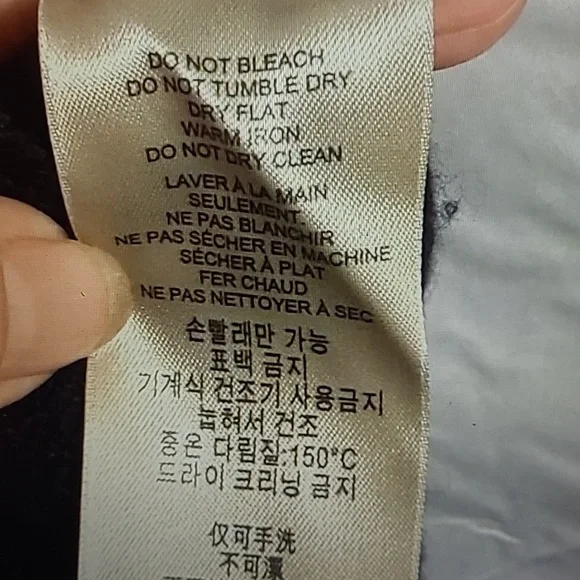 DO NOT BLEACH
DO NOT TUMBLE DRY
DRY FLAT
WARM IRON
DO NOT DRY CLEAN
LAVER À LA MAIN
SEULEMENT
NE PAS BLANCHIR
NE PAS SÉCHER EN MACHINE
SÉCHER À PLAT
FER CHAUD
NE PAS NETTOYER À SEC
손빨래만 가능
표백 금지
기계식 건조기 사용금지
눕혀서 건조
중온 다림질:150°C
드라이 크리닝 금지
仅可手洗
不可漂